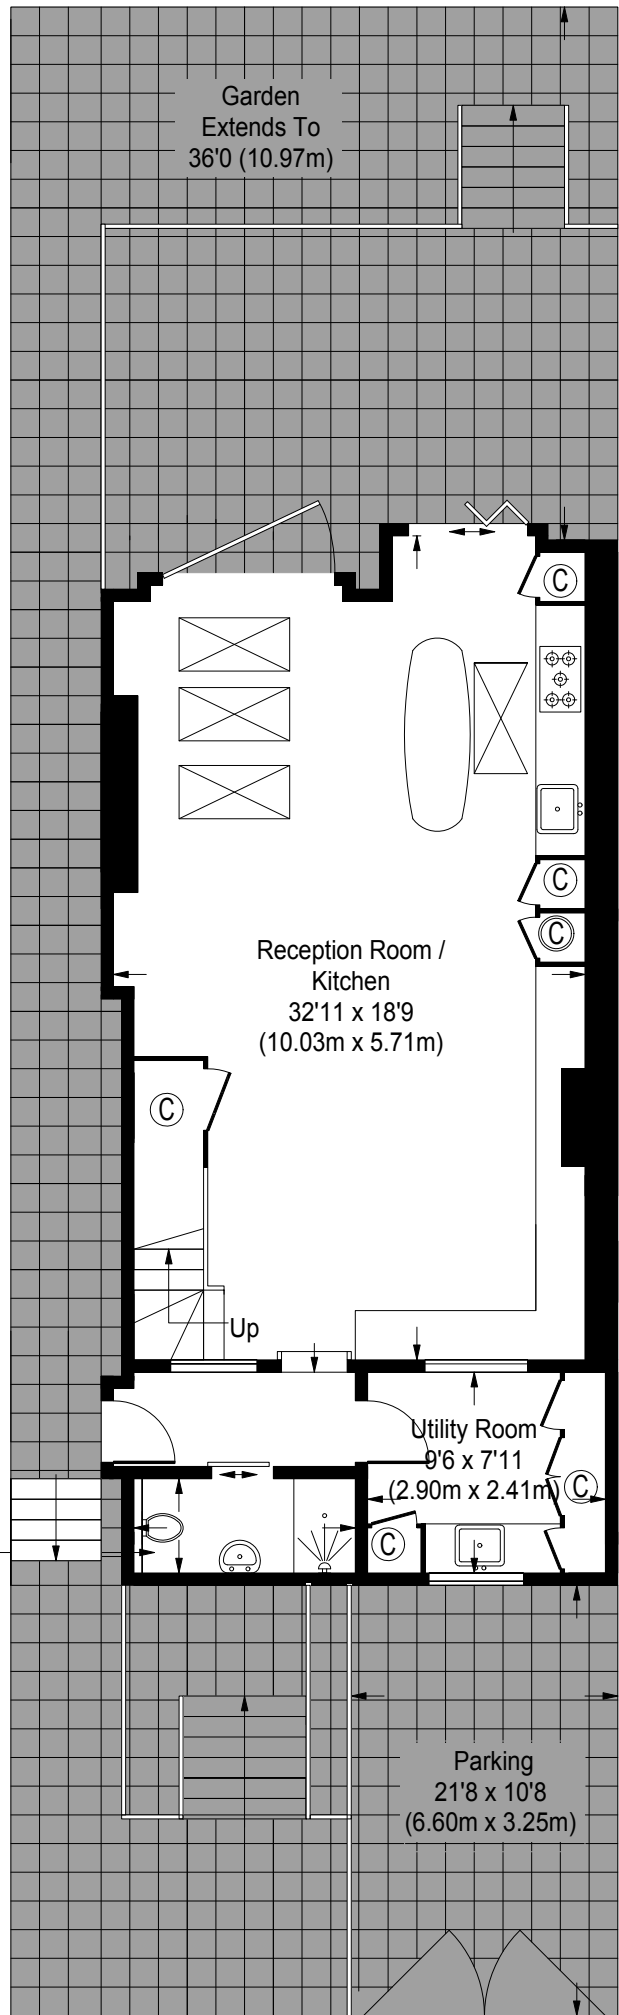 Garden
Extends To
36'0 (10.97m)
C
C
C
Reception Room /
Kitchen
32'11 x 18'9
(10.03m x 5.71m)
C
Up
Utility Room
9'6 x 7'11
(2.90m x 2.41m)
C
C
Parking
21'8 x 10'8
(6.60m x 3.25m)